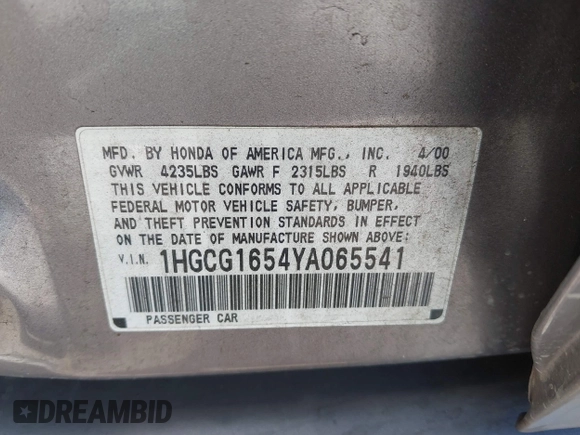 MFD. BY HONDA OF AMERICA MFG., INC. 4/00
GVWR 4235LBS GAWR F 2315LBS R 1940LBS
THIS VEHICLE CONFORMS TO ALL APPLICABLE
FEDERAL MOTOR VEHICLE SAFETY, BUMPER,
AND THEFT PREVENTION STANDARDS IN EFFECT
ON THE DATE OF MANUFACTURE SHOWN ABOVE:
V.I.N. 1HGCG1654YA065541
PASSENGER CAR
DREAMBID